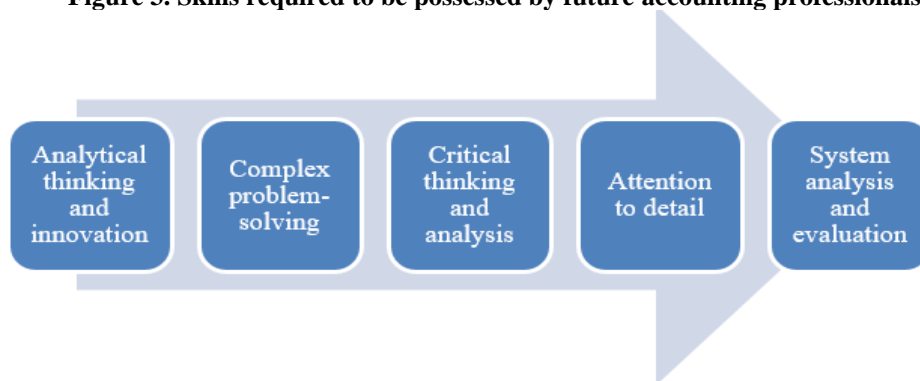 Figure 3. Skills required to be possessed by future accounting professionals
Analytical
thinking
and
innovation
Complex
problem-
solving
Critical
thinking
and
analysis
Attention
to detail
System
analysis
and
evaluation